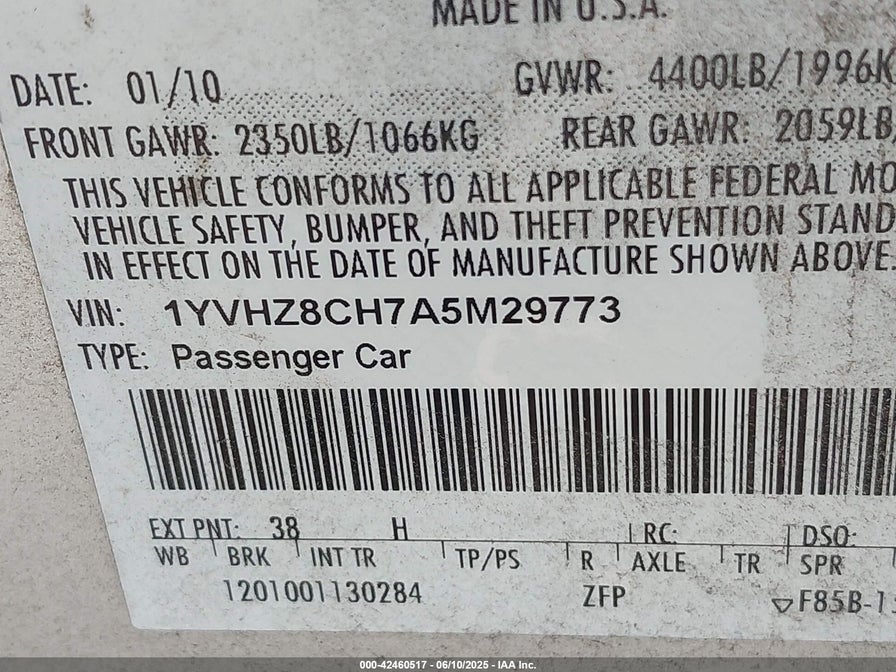 MADE IN U.S.A.
DATE: 01/10 GVWR: 4400LB/1996K
FRONT GAWR: 2350LB/1066KG REAR GAWR: 2059LB
THIS VEHICLE CONFORMS TO ALL APPLICABLE FEDERAL MO
VEHICLE SAFETY, BUMPER, AND THEFT PREVENTION STAND
IN EFFECT ON THE DATE OF MANUFACTURE SHOWN ABOVE.
VIN: 1YVHZ8CH7A5M29773
TYPE: Passenger Car
EXT PNT: 38 H RC: DSO:
WB BRK INT TR TP/PS R AXLE TR SPR
1201001130284 ZFP ▽F85B-1
000-42460517 - 06/10/2025 - IAA Inc.